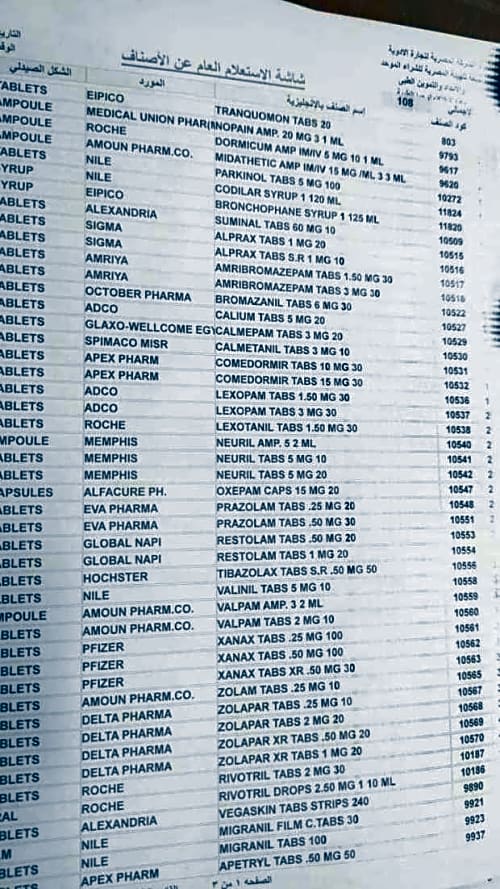 التاريخ
الوقت
شاشة الإستعلام العام عن الأصناف
الشكل الصيدلي المورد إسم الصنف بالإنجليزية كود الصنف
108
ABLETS EIPICO TRANQUOMON TABS 20 803
AMPOULE MEDICAL UNION PHAR NOPAIN AMP. 20 MG 3 1 ML 9793
AMPOULE ROCHE DORMICUM AMP IM/IV 5 MG 10 1 ML 9617
AMPOULE AMOUN PHARM.CO. MIDATHETIC AMP IM/IV 15 MG /ML 3 3 ML 9620
ABLETS NILE PARKINOL TABS 5 MG 100 10272
YRUP NILE CODILAR SYRUP 1 120 ML 11824
YRUP EIPICO BRONCHOPHANE SYRUP 1 125 ML 11820
ABLETS ALEXANDRIA SUMINAL TABS 60 MG 10 10509
ABLETS SIGMA ALPRAX TABS 1 MG 20 10515
ABLETS SIGMA ALPRAX TABS S.R 1 MG 10 10516
ABLETS AMRIYA AMRIBROMAZEPAM TABS 1.50 MG 30 10517
ABLETS AMRIYA AMRIBROMAZEPAM TABS 3 MG 30 10518
ABLETS OCTOBER PHARMA BROMAZANIL TABS 6 MG 30 10522
ABLETS ADCO CALIUM TABS 5 MG 20 10527
ABLETS GLAXO-WELLCOME EGY CALMEPAM TABS 3 MG 20 10529
ABLETS SPIMACO MISR CALMETANIL TABS 3 MG 10 10530
ABLETS APEX PHARM COMEDORMIR TABS 10 MG 30 10531
ABLETS APEX PHARM COMEDORMIR TABS 15 MG 30 10532
ABLETS ADCO LEXOPAM TABS 1.50 MG 30 10536
ABLETS ADCO LEXOPAM TABS 3 MG 30 10537
ABLETS ROCHE LEXOTANIL TABS 1.50 MG 30 10538
MPOULE MEMPHIS NEURIL AMP. 5 2 ML 10540
ABLETS MEMPHIS NEURIL TABS 5 MG 10 10541
ABLETS MEMPHIS NEURIL TABS 5 MG 20 10542
APSULES ALFACURE PH. OXEPAM CAPS 15 MG 20 10547
ABLETS EVA PHARMA PRAZOLAM TABS .25 MG 20 10548
ABLETS EVA PHARMA PRAZOLAM TABS .50 MG 30 10551
ABLETS GLOBAL NAPI RESTOLAM TABS .50 MG 20 10553
ABLETS GLOBAL NAPI RESTOLAM TABS 1 MG 20 10554
ABLETS HOCHSTER TIBAZOLAX TABS S.R .50 MG 50 10556
ABLETS NILE VALINIL TABS 5 MG 10 10558
MPOULE AMOUN PHARM.CO. VALPAM AMP. 3 2 ML 10559
ABLETS AMOUN PHARM.CO. VALPAM TABS 2 MG 10 10560
BLETS PFIZER XANAX TABS .25 MG 100 10561
BLETS PFIZER XANAX TABS .50 MG 100 10562
BLETS PFIZER XANAX TABS XR .50 MG 30 10563
BLETS AMOUN PHARM.CO. ZOLAM TABS .25 MG 10 10565
BLETS DELTA PHARMA ZOLAPAR TABS .25 MG 10 10567
BLETS DELTA PHARMA ZOLAPAR TABS 2 MG 20 10568
BLETS DELTA PHARMA ZOLAPAR XR TABS .50 MG 20 10569
BLETS DELTA PHARMA ZOLAPAR XR TABS 1 MG 20 10570
BLETS ROCHE RIVOTRIL TABS 2 MG 30 10187
RAL ROCHE RIVOTRIL DROPS 2.50 MG 1 10 ML 10186
BLETS ALEXANDRIA VEGASKIN TABS STRIPS 240 9890
M NILE MIGRANIL FILM C.TABS 30 9921
BLETS NILE MIGRANIL TABS 100 9923
BLETS APEX PHARM APETRYL TABS .50 MG 50 9937
الصفحه ١ من ٣